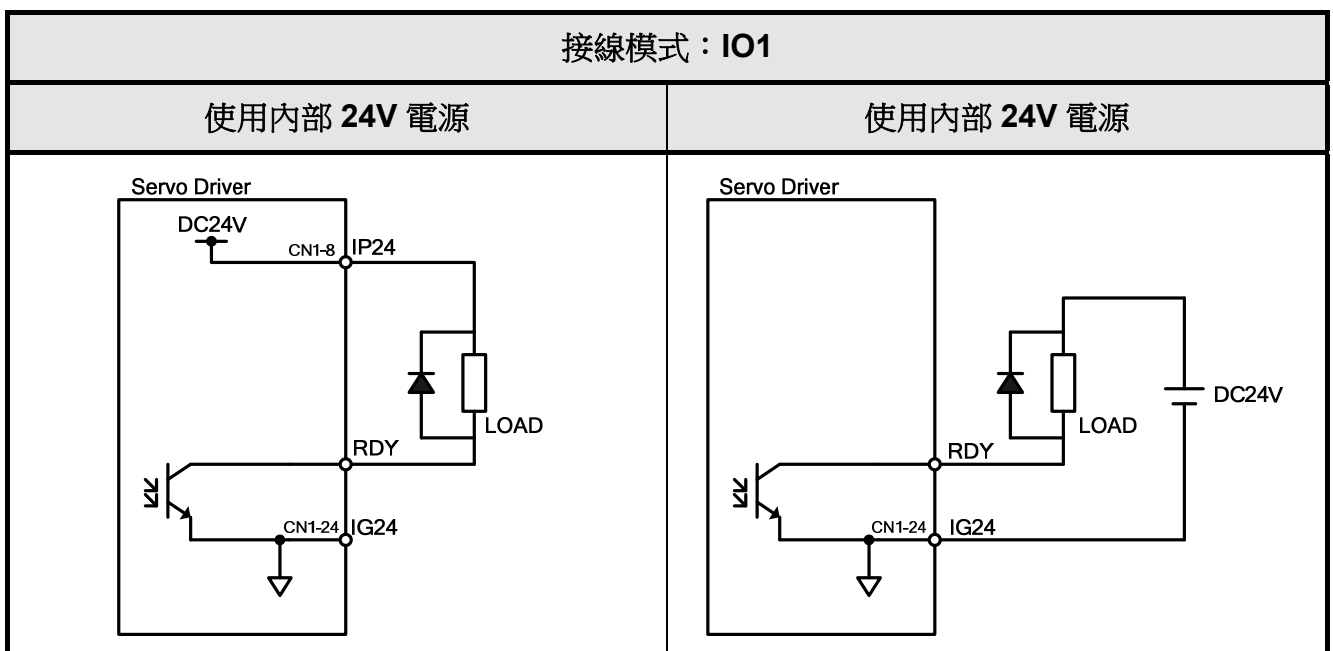 接線模式：IO1
使用內部 24V 電源
使用內部 24V 電源
Servo Driver
DC24V
CN1-8 IP24
LOAD
RDY
CN1-24 IG24
Servo Driver
DC24V
LOAD
RDY
CN1-24 IG24